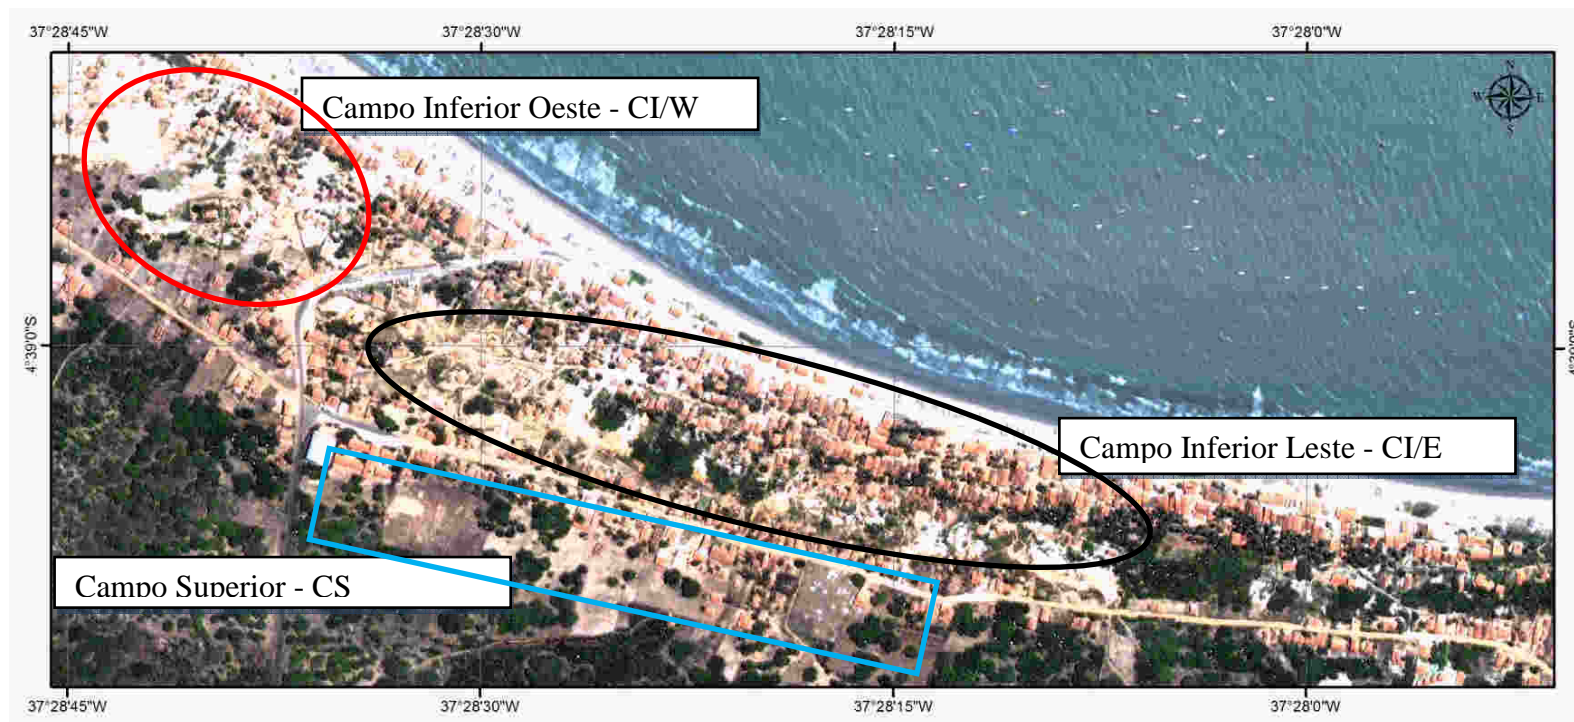 37°28'45"W 37°28'30"W 37°28'15"W 37°28'0"W
N
W E
S
Campo Inferior Oeste - CI/W
4°39'0"S
Campo Inferior Leste - CI/E
Campo Superior - CS
37°28'45"W 37°28'30"W 37°28'15"W 37°28'0"W